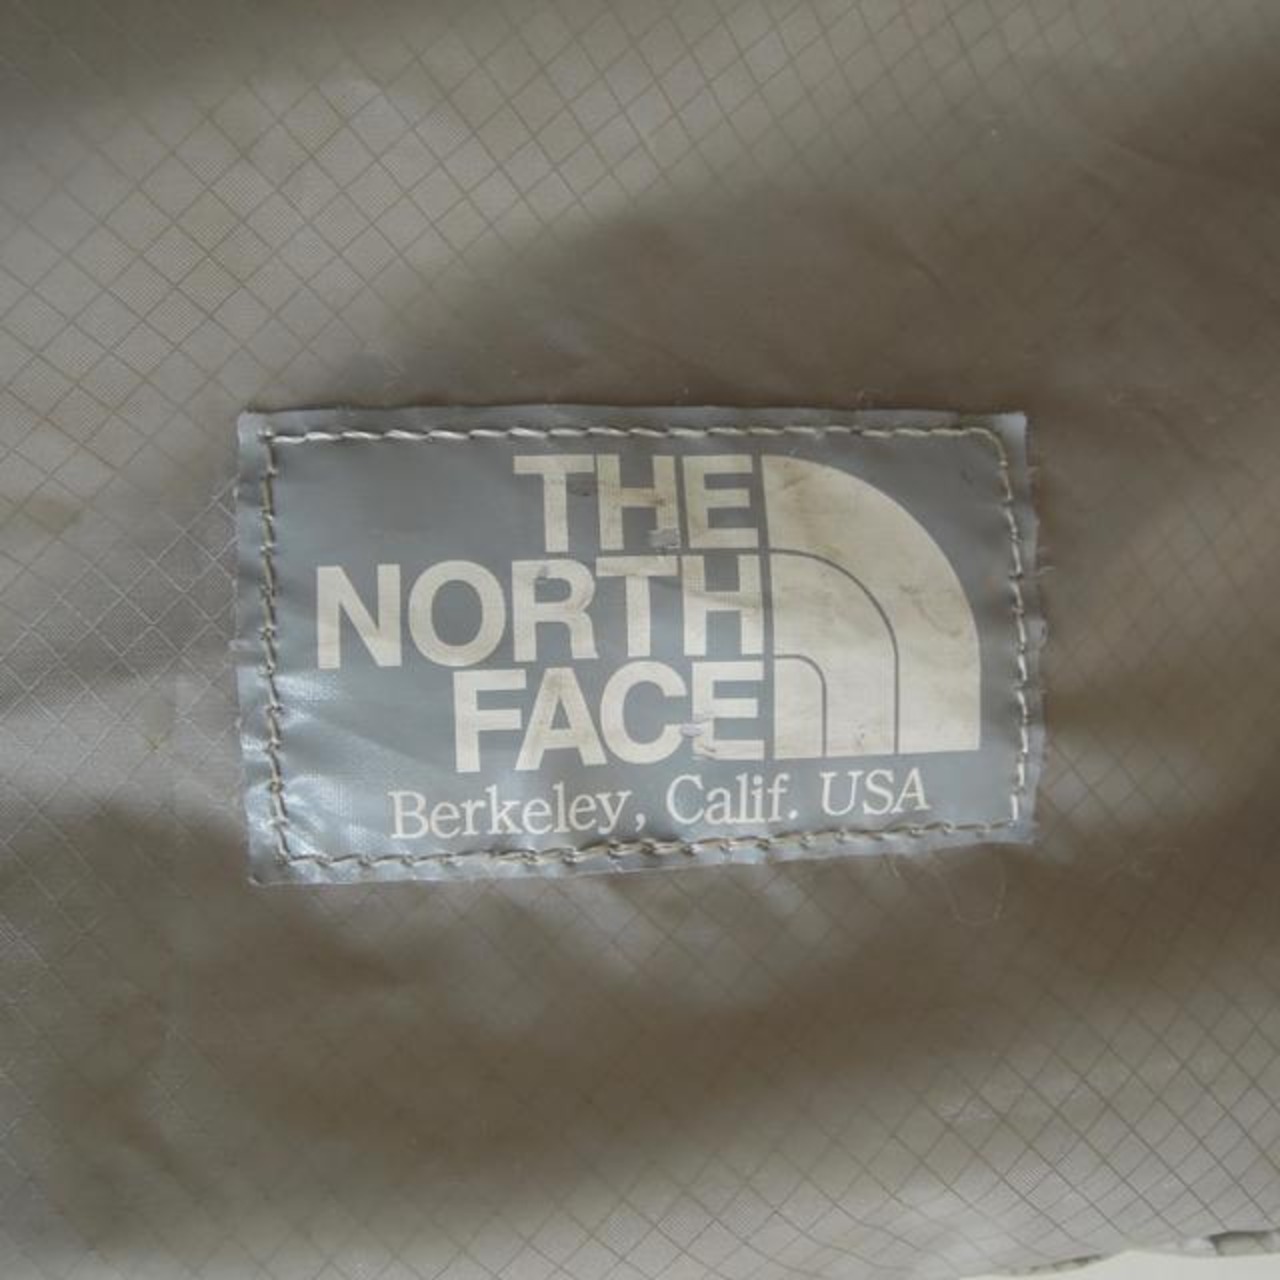 THE
NORTH
FACE
Berkeley, Calif. USA